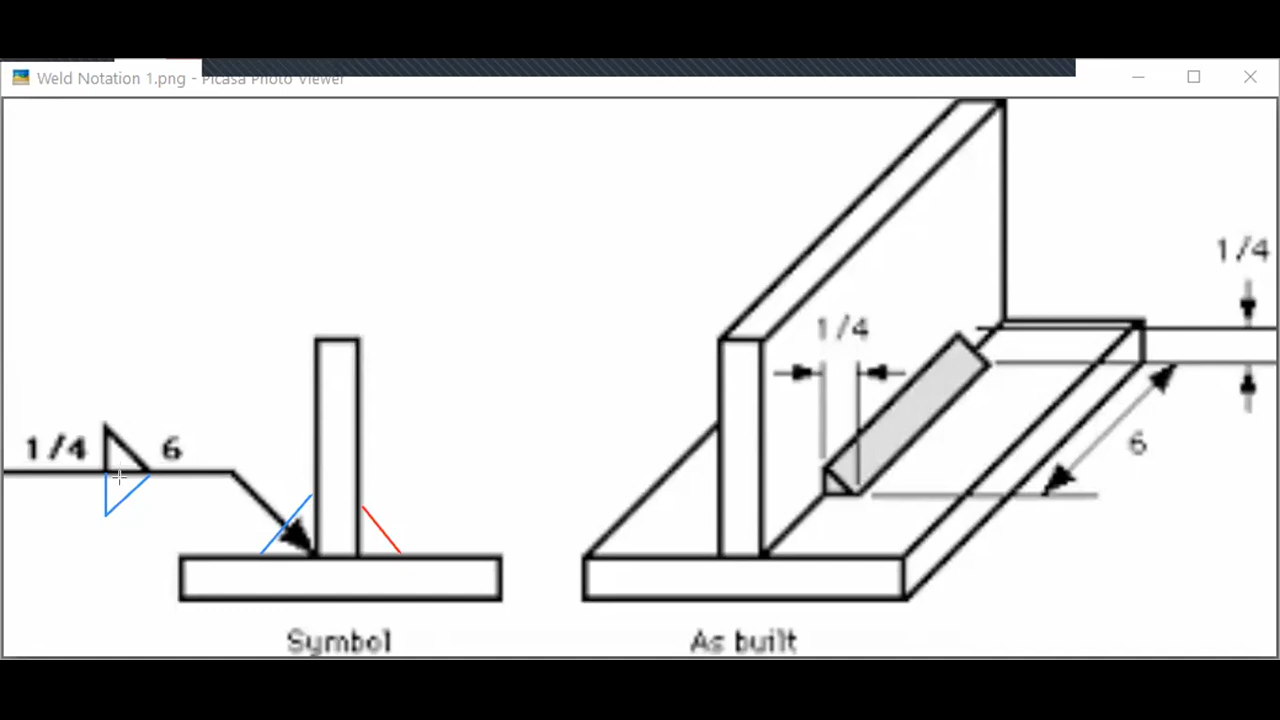 Weld Notation 1.png - Picasa Photo Viewer
1/4
1/4
1/4 6
6
Symbol
As built